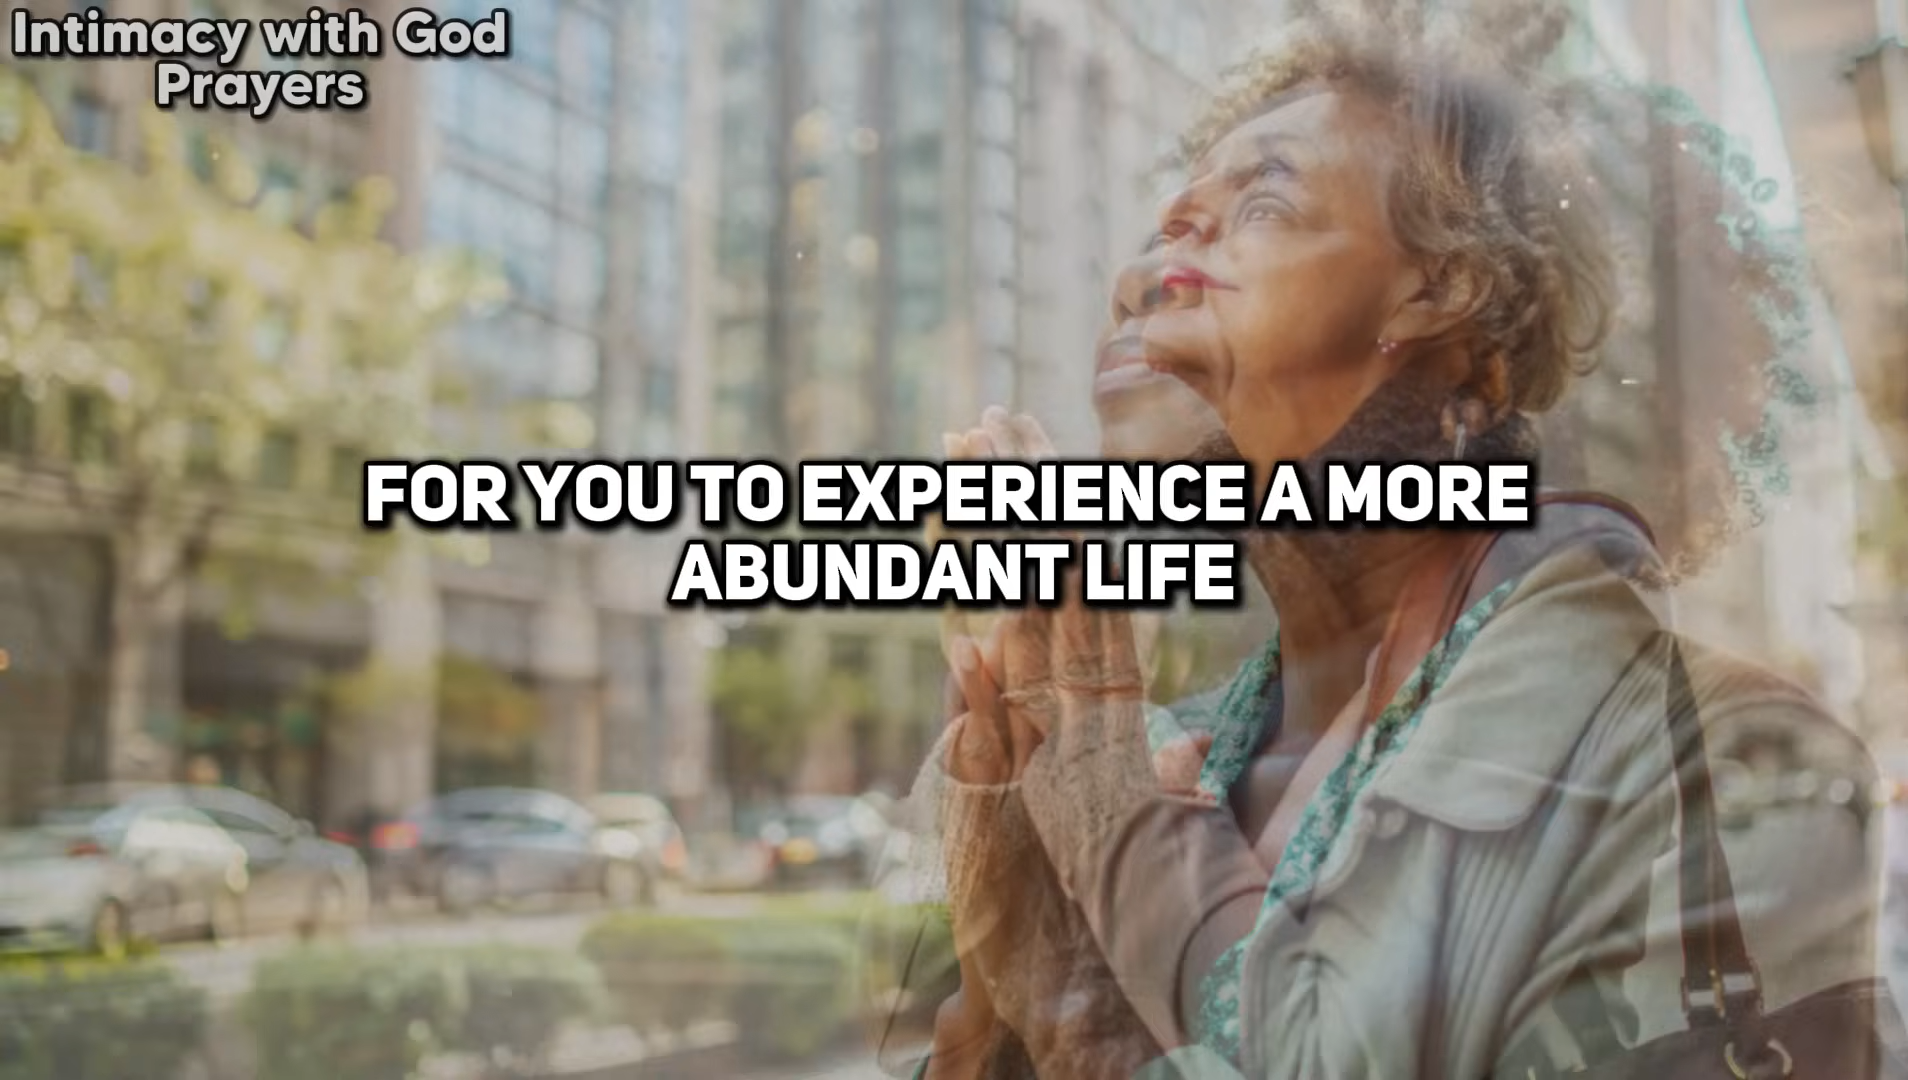 Intimacy with God
Prayers
FOR YOU TO EXPERIENCE A MORE
ABUNDANT LIFE